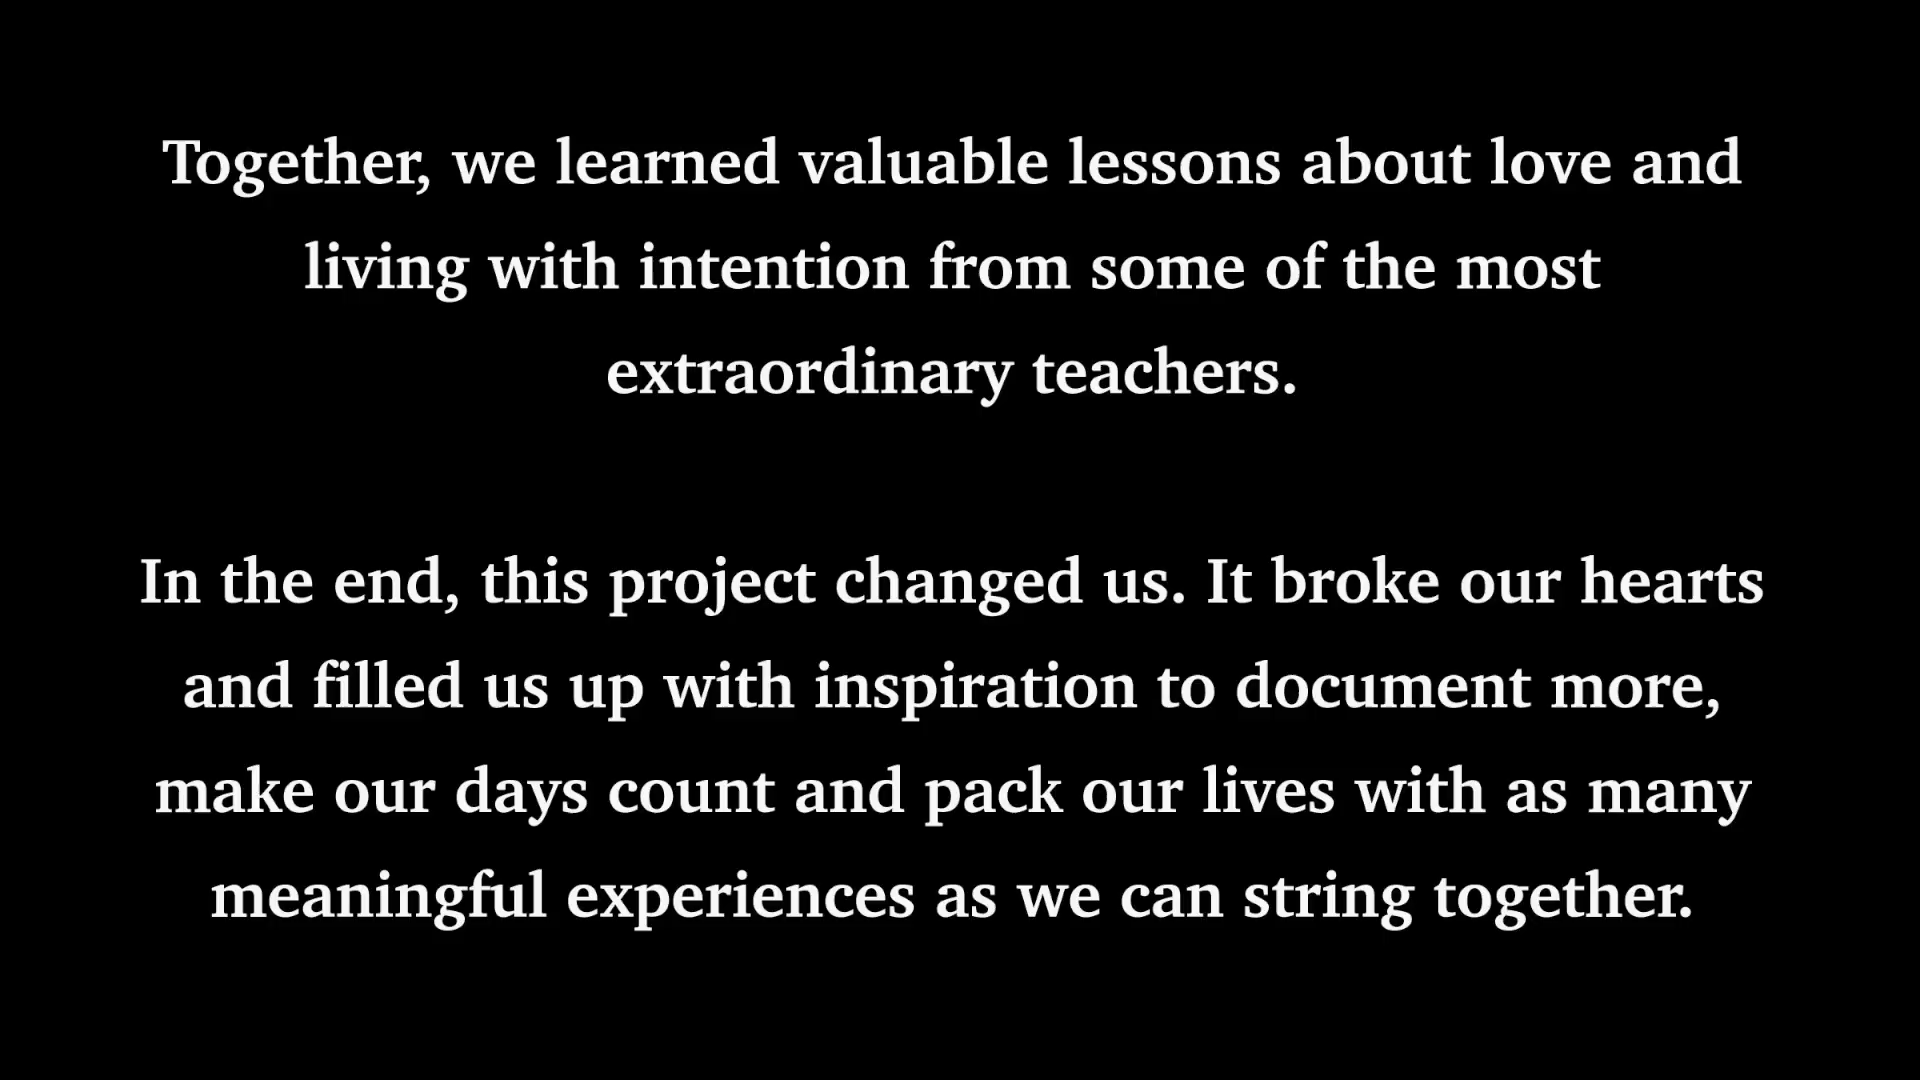 Together, we learned valuable lessons about love and
living with intention from some of the most
extraordinary teachers.
In the end, this project changed us. It broke our hearts
and filled us up with inspiration to document more,
make our days count and pack our lives with as many
meaningful experiences as we can string together.